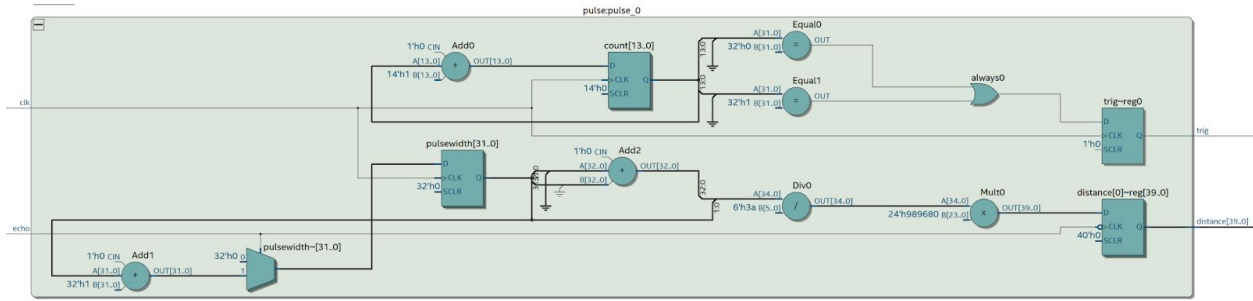 pulse:pulse_0
Equal0
Add0
count[13..0]
1'h0 CIN
A[13..0]
OUT[13..0]
14'h1 B[13..0]
+
D
CLK
Q
14'h0
SCLR
13:0
13:0
A[31..0]
32'h0 B[31..0]
=
OUT
Equal1
A[31..0]
32'h1 B[31..0]
=
OUT
always0
trig~reg0
D
CLK
Q
1'h0
SCLR
clk
trig
pulsewidth[31..0]
D
CLK
Q
32'h0
SCLR
Add2
1'h0 CIN
A[32..0]
OUT[32..0]
B[32..0]
+
32:0
1:0
Div0
A[34..0]
OUT[34..0]
6'h3a B[5..0]
/
Mult0
A[34..0]
OUT[39..0]
24'h989680 B[23..0]
x
distance[0]~reg[39..0]
D
CLK
Q
40'h0
SCLR
distance[39..0]
echo
pulsewidth~[31..0]
32'h0 0
1
Add1
1'h0 CIN
A[31..0]
OUT[31..0]
32'h1 B[31..0]
+